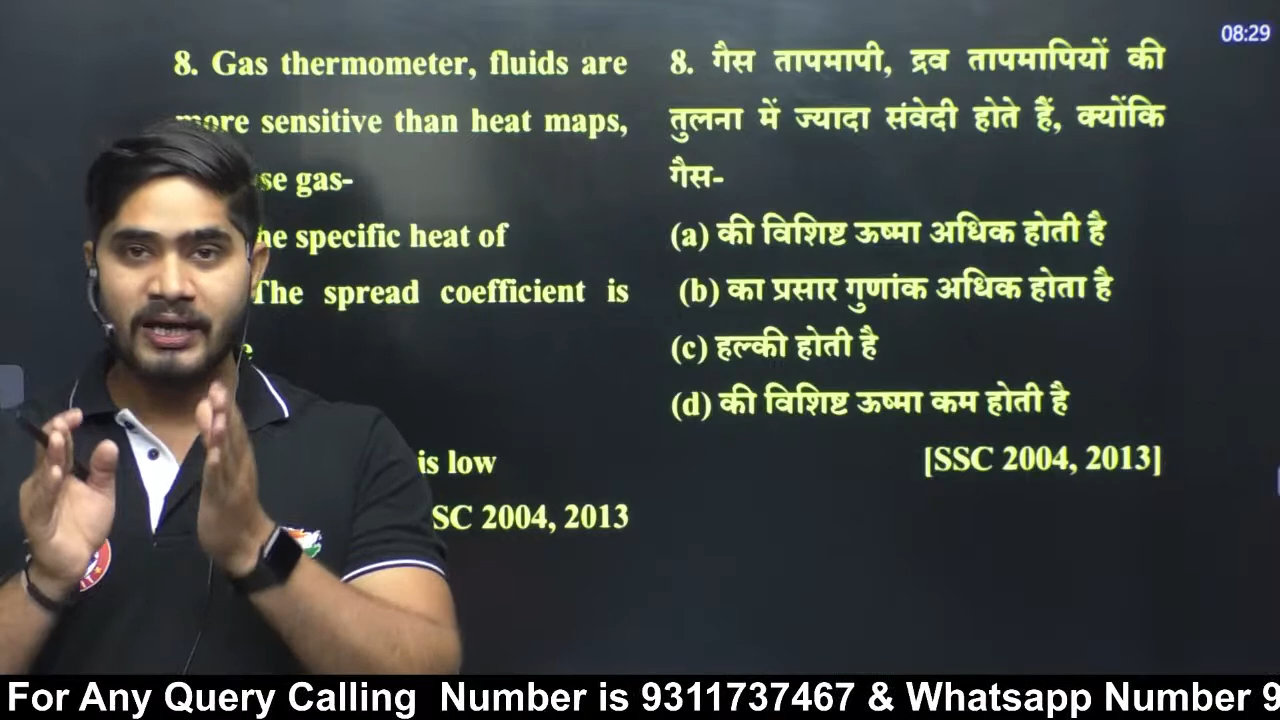 08:29
8. Gas thermometer, fluids are
more sensitive than heat maps,
se gas-
he specific heat of
The spread coefficient is
e
is low
SC 2004, 2013
8. गैस तापमापी, द्रव तापमापियों की
तुलना में ज्यादा संवेदी होते हैं, क्योंकि
गैस-
(a) की विशिष्ट ऊष्मा अधिक होती है
(b) का प्रसार गुणांक अधिक होता है
(c) हल्की होती है
(d) की विशिष्ट ऊष्मा कम होती है
[SSC 2004, 2013]
For Any Query Calling Number is 9311737467 & Whatsapp Number 9